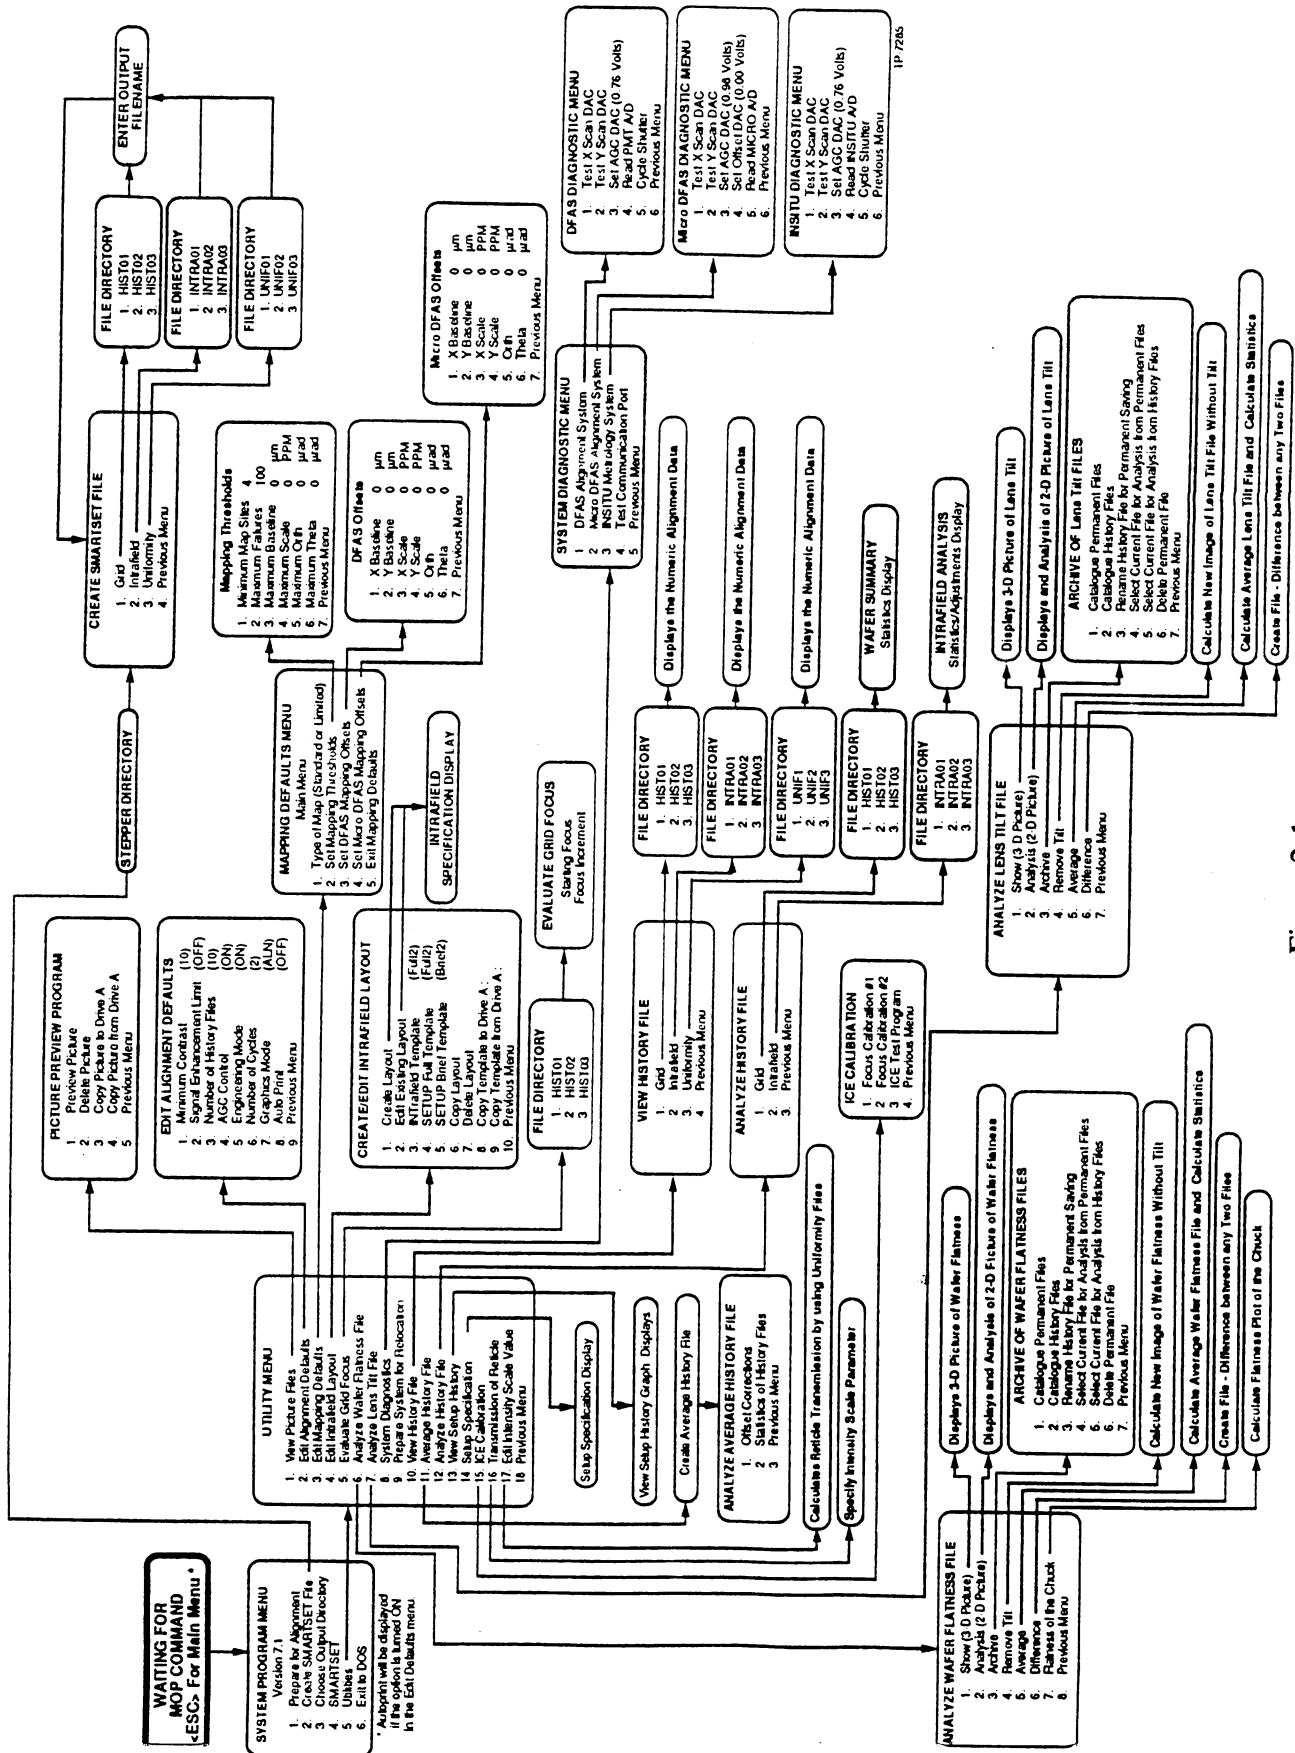 WAITING FOR
MOP COMMAND
<ESC> For Main Menu *
SYSTEM PROGRAM MENU
Version 7.1
1. Prepare for Alignment
2. Create SMARTSET File
3 Choose Output Directory
4. SMARTSET
5 Utilities
6. Exit to DOS
* Autoprint will be displayed
if the option is turned ON
in the Edit Defaults menu.
UTILITY MENU
1. View Picture Files
2. Edit Alignment Defaults
3. Edit Mapping Defaults
4. Edit Intrafield Layout
5. Evaluate Grid Focus
6. Analyze Wafer Flatness File
7. Analyze Lens Tilt File
8. System Diagnostics
9. Prepare System for Relocation
10. View History File
11. Average History File
12 Analyze History File
13 View Setup History
14 Setup Specification
15. ICE Calibration
16 Transmission of Reticle
17. Edit Intensity Scale Value
18 Previous Menu
PICTURE PREVIEW PROGRAM
1. Preview Picture
2. Delete Picture
3 Copy Picture to Drive A
4 Copy Picture from Drive A
5 Previous Menu
EDIT ALIGNMENT DEFAULTS
1. Minimum Contrast (10)
2. Signal Enhancement Limit (OFF)
3 Number of History Files (10)
4. AGC Control (ON)
5 Engineering Mode (ON)
6. Number of Cycles (2)
7. Graphics Mode (ALN)
8. Auto Print (OFF)
9 Previous Menu
STEPPER DIRECTORY
CREATE SMARTSET FILE
1. Grid
2. Intrafield
3. Uniformity
4. Previous Menu
FILE DIRECTORY
1. HIST01
2. HIST02
3. HIST03
FILE DIRECTORY
1. INTRA01
2 INTRA02
3. INTRA03
FILE DIRECTORY
1. UNIF01
2. UNIF02
3 UNIF03
ENTER OUTPUT
FILENAME
MAPPING DEFAULTS MENU
Main Menu
1. Type of Map (Standard or Limited)
2 Set Mapping Thresholds
3. Set DFAS Mapping Offsets
4 Set Micro DFAS Mapping Offsets
5. Exit Mapping Defaults
Mapping Thresholds
1. Minimum Map Sites 4
2. Maximum Failures 100
3. Maximum Baseline 0 µm
4. Maximum Scale 0 PPM
5. Maximum Orth 0 µrad
6. Maximum Theta 0 µrad
7. Previous Menu
DFAS Offsets
1 X Baseline 0 µm
2. Y Baseline 0 µm
3 X Scale 0 PPM
4. Y Scale 0 PPM
5 Orth 0 µrad
6 Theta 0 µrad
7. Previous Menu
Micro DFAS Offsets
1. X Baseline 0 µm
2. Y Baseline 0 µm
3 X Scale 0 PPM
4. Y Scale 0 PPM
5 Orth 0 µrad
6. Theta 0 µrad
7. Previous Menu
CREATE/EDIT INTRAFIELD LAYOUT
1. Create Layout
2. Edit Existing Layout
3. INTrafield Template (Full2)
4. SETUP Full Template (Full2)
5. SETUP Brief Template (Brief2)
6 Copy Layout
7. Delete Layout
8 Copy Template to Drive A :
9 Copy Template from Drive A :
10. Previous Menu
INTRAFIELD
SPECIFICATION DISPLAY
FILE DIRECTORY
1 HIST01
2 HIST02
3 HIST03
EVALUATE GRID FOCUS
Starting Focus
Focus Increment
SYSTEM DIAGNOSTIC MENU
1 DFAS Alignment System
2 Micro DFAS Alignment System
3 INSITU Metrology System
4 Test Communication Port
5 Previous Menu
DFAS DIAGNOSTIC MENU
1. Test X Scan DAC
2 Test Y Scan DAC
3. Set AGC DAC (0.76 Volts)
4. Read PMT A/D
5. Cycle Shutter
6 Previous Menu
Micro DFAS DIAGNOSTIC MENU
1. Test X Scan DAC
2 Test Y Scan DAC
3. Set AGC DAC (0.98 Volts)
4. Set Offset DAC (0.00 Volts)
5. Read MICRO A/D
6. Previous Menu
INSITU DIAGNOSTIC MENU
1. Test X Scan DAC
2. Test Y Scan DAC
3. Set AGC DAC (0.76 Volts)
4. Read INSITU A/D
5. Cycle Shutter
6. Previous Menu
TP 7285
VIEW HISTORY FILE
1. Grid
2 Intrafield
3. Uniformity
4 Previous Menu
FILE DIRECTORY
1. HIST01
2. HIST02
3. HIST03
Displays the Numeric Alignment Data
FILE DIRECTORY
1. INTRA01
2. INTRA02
3. INTRA03
Displays the Numeric Alignment Data
FILE DIRECTORY
1. UNIF1
2. UNIF2
3. UNIF3
Displays the Numeric Alignment Data
ANALYZE HISTORY FILE
1. Grid
2. Intrafield
3. Previous Menu
FILE DIRECTORY
1. HIST01
2. HIST02
3. HIST03
WAFER SUMMARY
Statistics Display
FILE DIRECTORY
1. INTRA01
2. INTRA02
3. INTRA03
INTRAFIELD ANALYSIS
Statistics/Adjustments Display
Setup Specification Display
View Setup History Graph Displays
Create Average History File
ANALYZE AVERAGE HISTORY FILE
1. Offset Corrections
2 Statistics of History Files
3 Previous Menu
Calculates Reticle Transmission by using Uniformity Files
Specify Intensity Scale Parameter
ICE CALIBRATION
1. Focus Calibration #1
2 Focus Calibration #2
3 ICE Test Program
4. Previous Menu
ANALYZE WAFER FLATNESS FILE
1. Show (3 D Picture)
2. Analysis (2 D Picture)
3. Archive
4. Remove Tilt
5. Average
6. Difference
7. Flatness of the Chuck
8. Previous Menu
Displays 3-D Picture of Wafer Flatness
Displays and Analysis of 2-D Picture of Wafer Flatness
ARCHIVE OF WAFER FLATNESS FILES
1. Catalogue Permanent Files
2. Catalogue History Files
3. Rename History File for Permanent Saving
4. Select Current File for Analysis from Permanent Files
5. Select Current File for Analysis from History Files
6. Delete Permanent File
7. Previous Menu
Calculate New Image of Wafer Flatness Without Tilt
Calculate Average Wafer Flatness File and Calculate Statistics
Create File - Difference between any Two Files
Calculate Flatness Plot of the Chuck
ANALYZE LENS TILT FILE
1. Show (3 D Picture)
2. Analysis (2-D Picture)
3. Archive
4. Remove Tilt
5. Average
6. Difference
7. Previous Menu
Displays 3-D Picture of Lens Tilt
Displays and Analysis of 2-D Picture of Lens Tilt
ARCHIVE OF LENS TILT FILES
1. Catalogue Permanent Files
2. Catalogue History Files
3. Rename History File for Permanent Saving
4. Select Current File for Analysis from Permanent Files
5. Select Current File for Analysis from History Files
6. Delete Permanent File
7. Previous Menu
Calculate New Image of Lens Tilt File Without Tilt
Calculate Average Lens Tilt File and Calculate Statistics
Create File - Difference between any Two Files